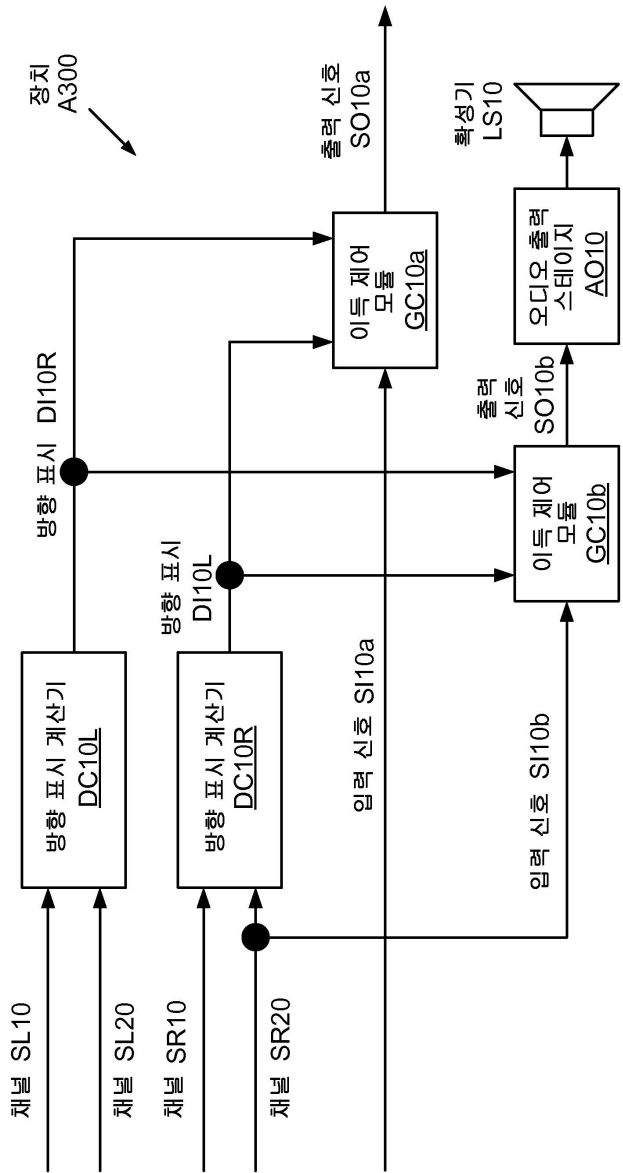 장치
A300
채널 SL10
채널 SL20
방향 표시 계산기
DC10L
방향 표시 DI10R
채널 SR10
채널 SR20
방향 표시 계산기
DC10R
방향 표시
DI10L
입력 신호 SI10a
이득 제어
모듈
GC10a
출력 신호
SO10a
입력 신호 SI10b
이득 제어
모듈
GC10b
출력
신호
SO10b
오디오 출력
스테이지
AO10
확성기
LS10